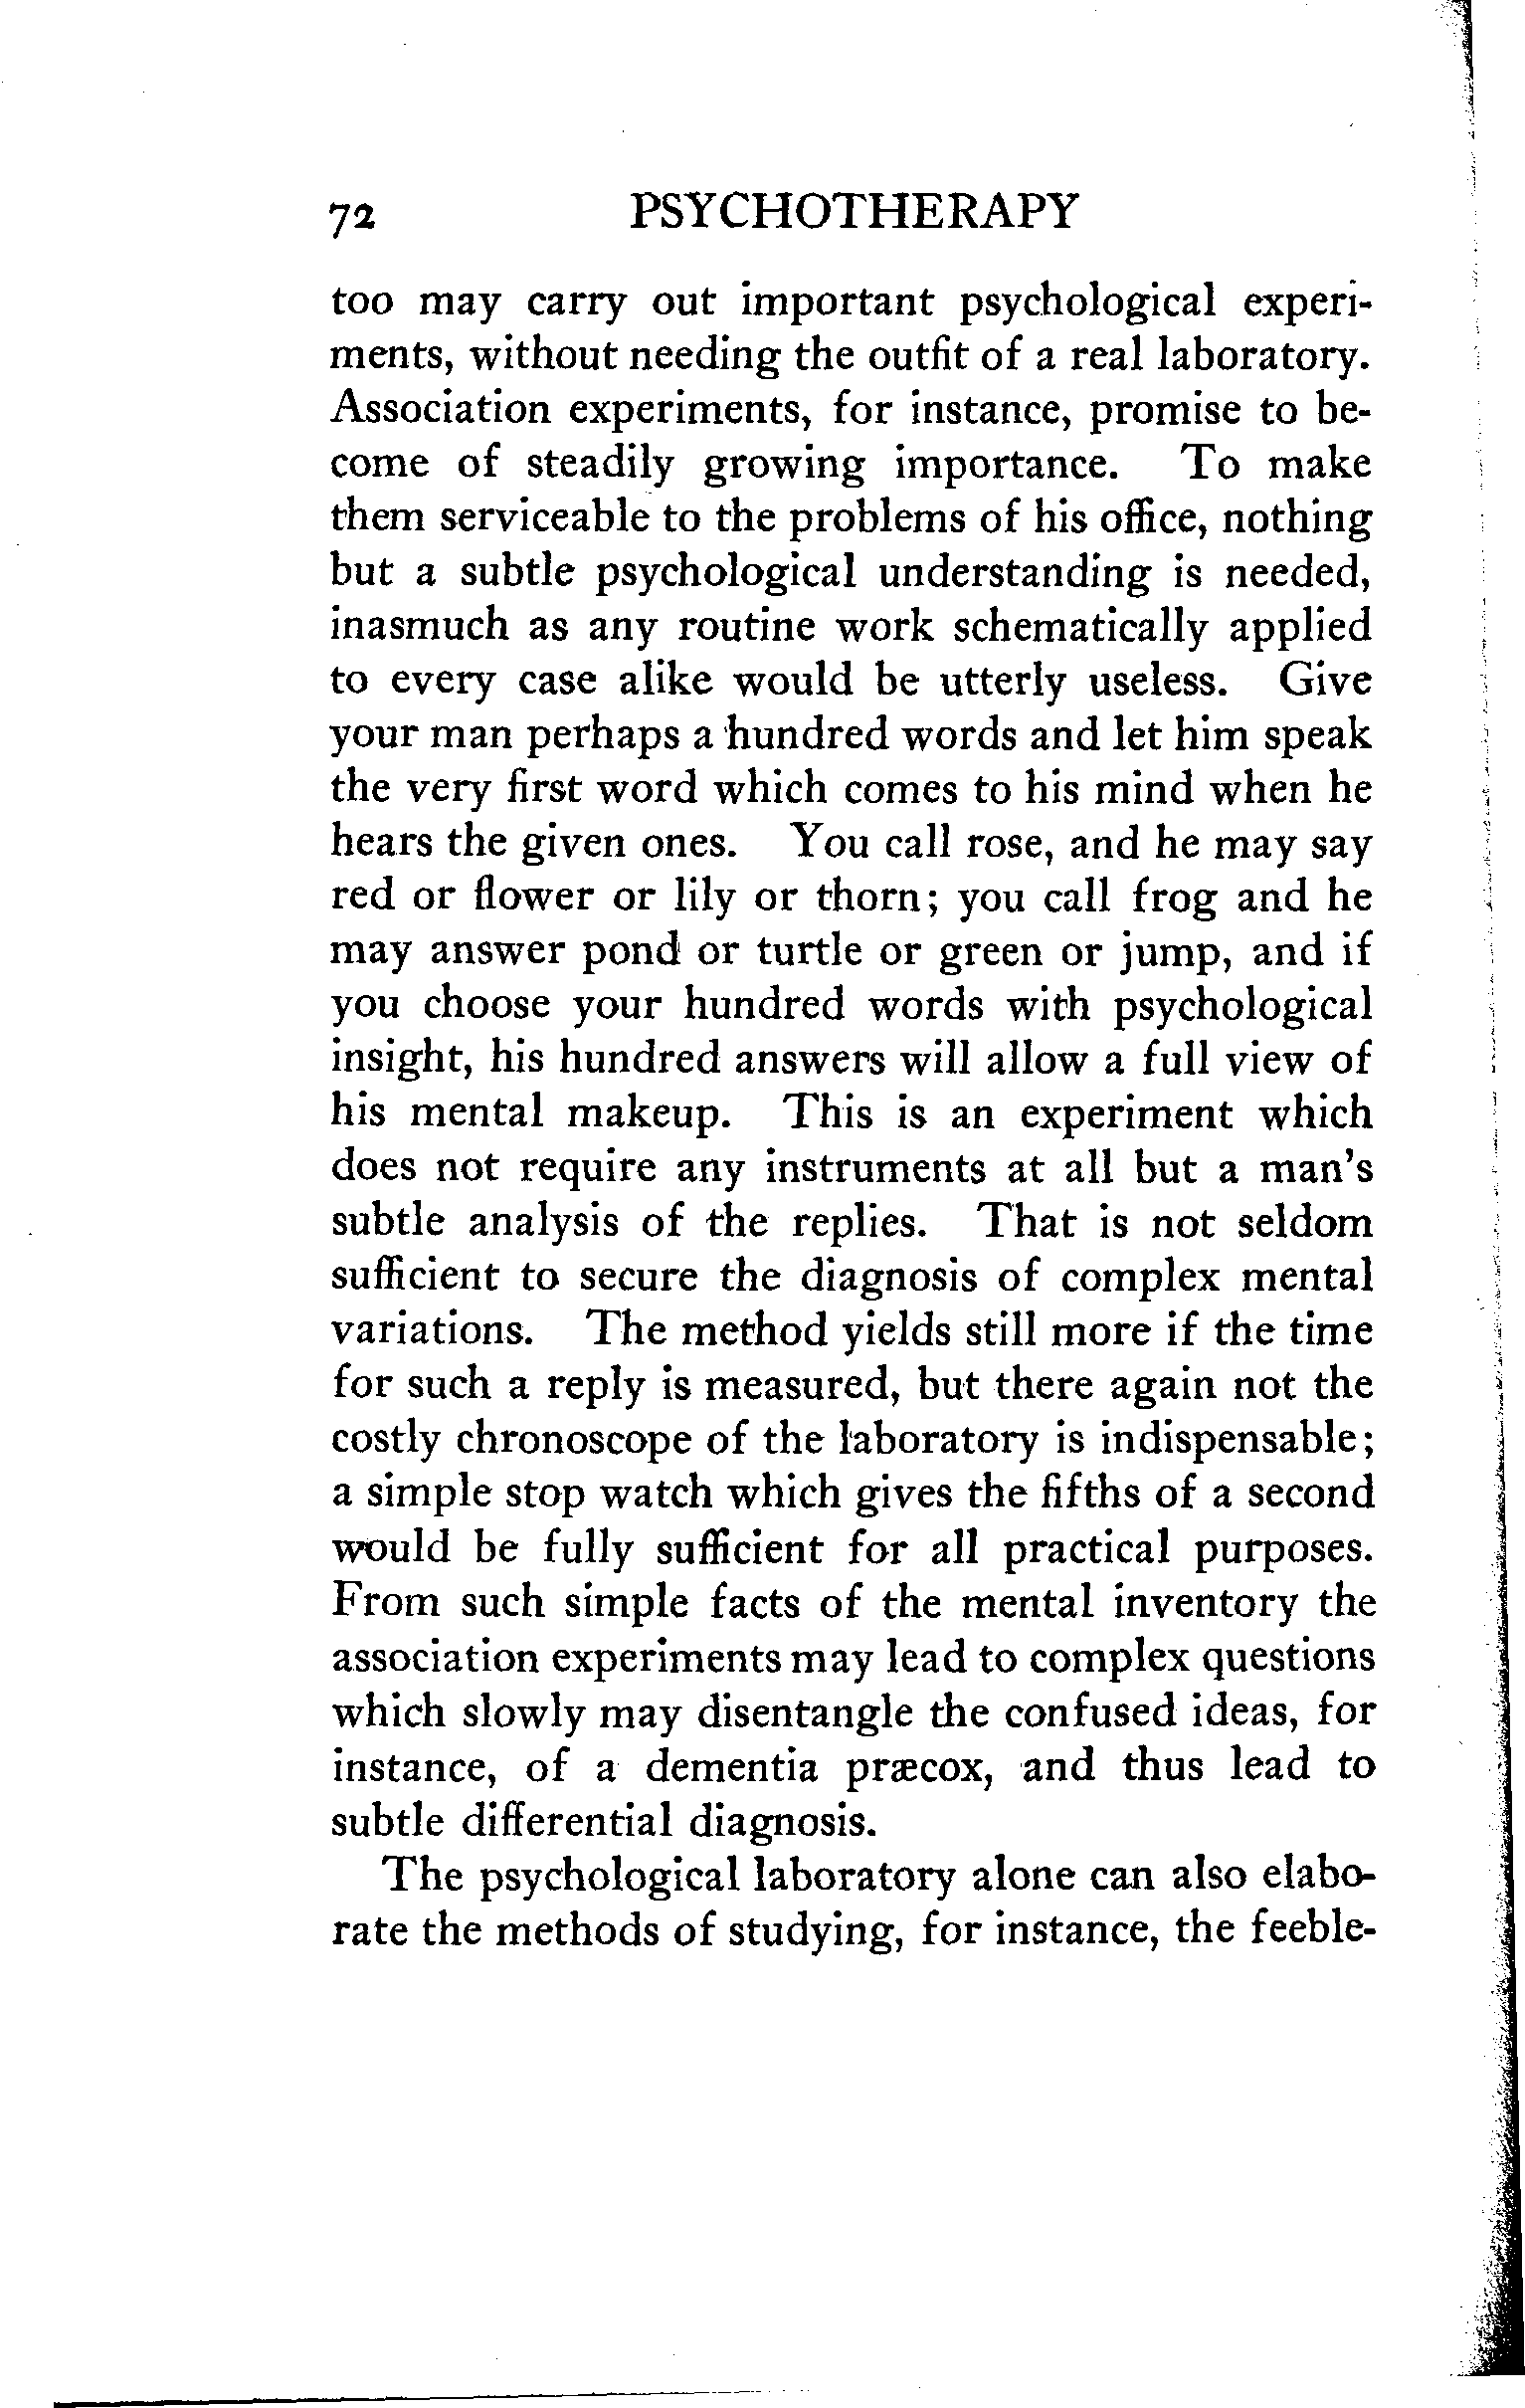 72 PSYCHOTHERAPY
too may carry out important psychological experi-
ments, without needing the outfit of a real laboratory.
Association experiments, for instance, promise to be-
come of steadily growing importance. To make
them serviceable to the problems of his office, nothing
but a subtle psychological understanding is needed,
inasmuch as any routine work schematically applied
to every case alike would be utterly useless. Give
your man perhaps a hundred words and let him speak
the very first word which comes to his mind when he
hears the given ones. You call rose, and he may say
red or flower or lily or thorn; you call frog and he
may answer pond or turtle or green or jump, and if
you choose your hundred words with psychological
insight, his hundred answers will allow a full view of
his mental makeup. This is an experiment which
does not require any instruments at all but a man's
subtle analysis of the replies. That is not seldom
sufficient to secure the diagnosis of complex mental
variations. The method yields still more if the time
for such a reply is measured, but there again not the
costly chronoscope of the laboratory is indispensable;
a simple stop watch which gives the fifths of a second
would be fully sufficient for all practical purposes.
From such simple facts of the mental inventory the
association experiments may lead to complex questions
which slowly may disentangle the confused ideas, for
instance, of a dementia præcox, and thus lead to
subtle differential diagnosis.
The psychological laboratory alone can also elabo-
rate the methods of studying, for instance, the feeble-